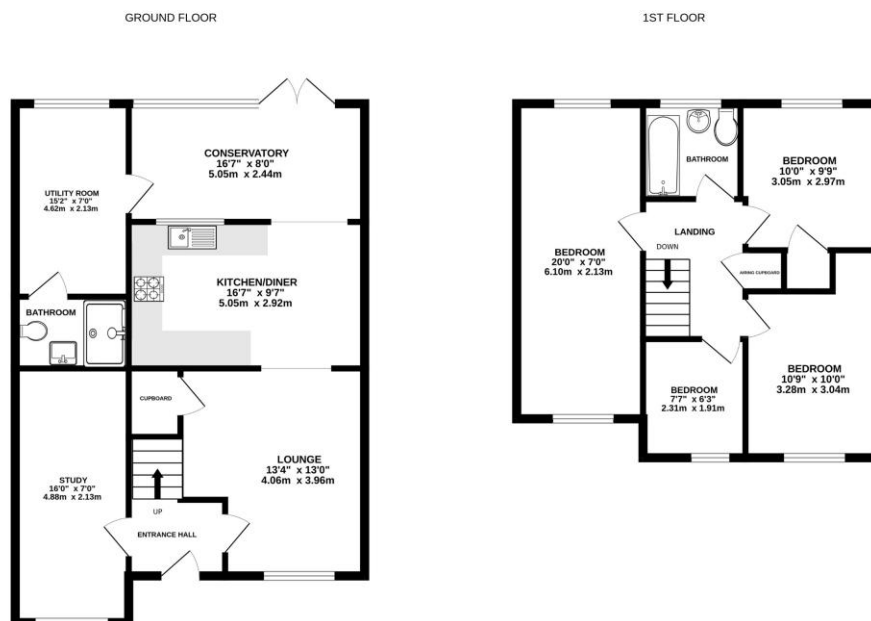 GROUND FLOOR
1ST FLOOR
CONSERVATORY
16'7" x 8'0"
5.05m x 2.44m
UTILITY ROOM
15'2" x 7'0"
4.62m x 2.13m
KITCHEN/DINER
16'7" x 9'7"
5.05m x 2.92m
BATHROOM
CUPBOARD
LOUNGE
13'4" x 13'0"
4.06m x 3.96m
STUDY
16'0" x 7'0"
4.88m x 2.13m
UP
ENTRANCE HALL
BATHROOM
BEDROOM
10'0" x 9'9"
3.05m x 2.97m
LANDING
DOWN
BEDROOM
20'0" x 7'0"
6.10m x 2.13m
AIRING CUPBOARD
BEDROOM
10'9" x 10'0"
3.28m x 3.04m
BEDROOM
7'7" x 6'3"
2.31m x 1.91m